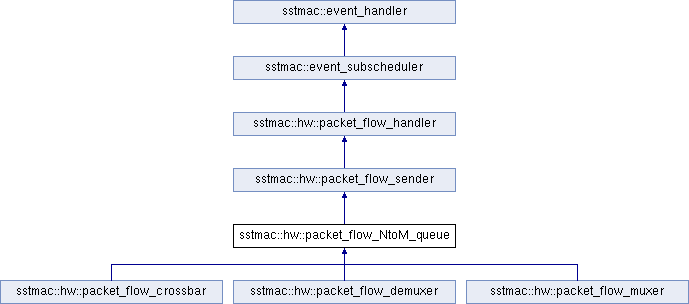 sstmac::event_handler
sstmac::event_subscheduler
sstmac::hw::packet_flow_handler
sstmac::hw::packet_flow_sender
sstmac::hw::packet_flow_NtoM_queue
sstmac::hw::packet_flow_crossbar
sstmac::hw::packet_flow_demuxer
sstmac::hw::packet_flow_muxer